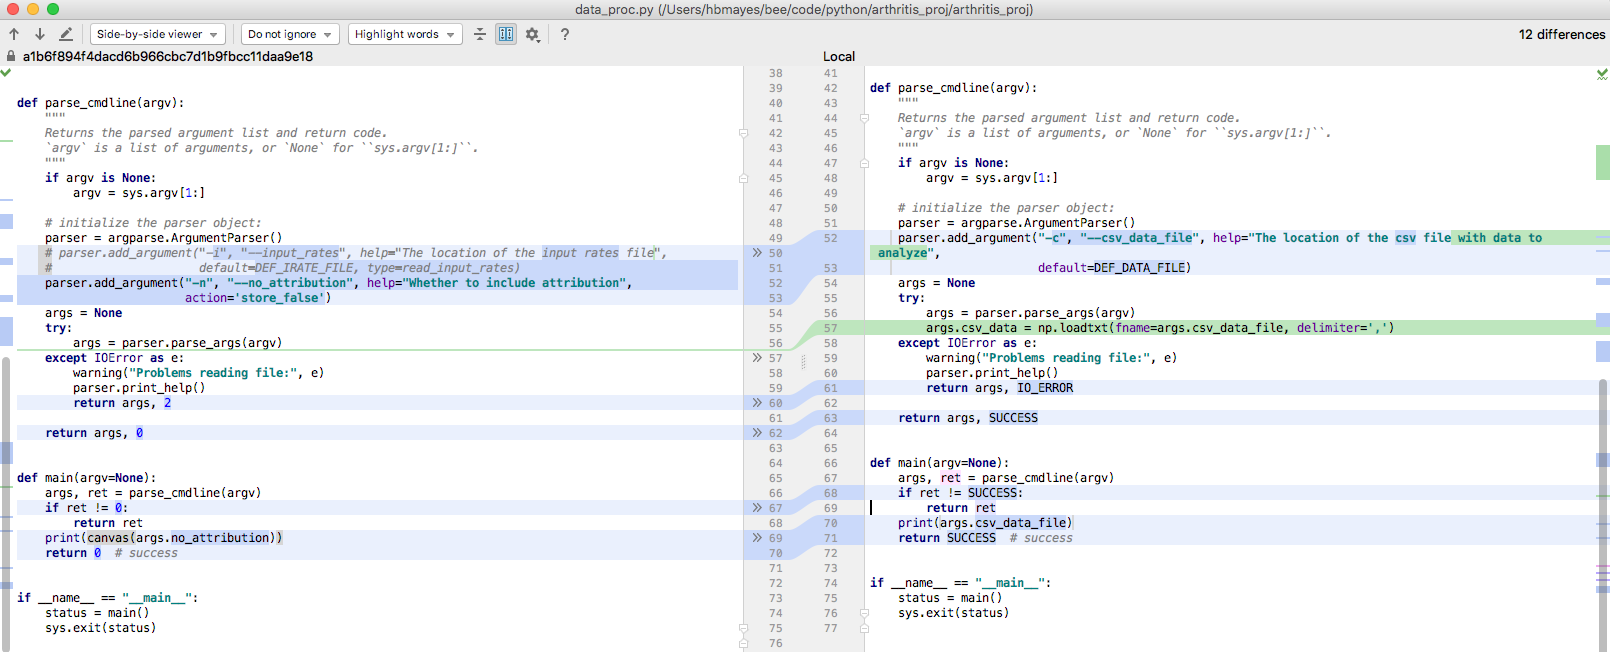 data_proc.py (/Users/hbmayes/bee/code/python/arthritis_proj/arthritis_proj)
Side-by-side viewer Do not ignore Highlight words ? 12 differences
a1b6f894f4dacd6b966cbc7d1b9fbcc11daa9e18 Local
38 41
39 42 def parse_cmdline(argv):
def parse_cmdline(argv): 40 43 """
""" 41 44 Returns the parsed argument list and return code.
Returns the parsed argument list and return code. 42 45 `argv` is a list of arguments, or `None` for ``sys.argv[1:]``.
`argv` is a list of arguments, or `None` for ``sys.argv[1:]``. 43 46 """
""" 44 47 if argv is None:
if argv is None: 45 48 argv = sys.argv[1:]
argv = sys.argv[1:] 46 49
47 50 # initialize the parser object:
# initialize the parser object: 48 51 parser = argparse.ArgumentParser()
parser = argparse.ArgumentParser() 49 52 parser.add_argument("-c", "--csv_data_file", help="The location of the csv file with data to
# parser.add_argument("-i", "--input_rates", help="The location of the input rates file", 50 analyze",
# default=DEF_IRATE_FILE, type=read_input_rates) 51 53 default=DEF_DATA_FILE)
parser.add_argument("-n", "--no_attribution", help="Whether to include attribution", 52 54 args = None
action='store_false') 53 55 try:
args = None 54 56 args = parser.parse_args(argv)
try: 55 57 args.csv_data = np.loadtxt(fname=args.csv_data_file, delimiter=',')
args = parser.parse_args(argv) 56 58 except IOError as e:
except IOError as e: 57 59 warning("Problems reading file:", e)
warning("Problems reading file:", e) 58 60 parser.print_help()
parser.print_help() 59 61 return args, IO_ERROR
return args, 2 60 62
61 63 return args, SUCCESS
return args, 0 62 64
63 65
64 66 def main(argv=None):
def main(argv=None): 65 67 args, ret = parse_cmdline(argv)
args, ret = parse_cmdline(argv) 66 68 if ret != SUCCESS:
if ret != 0: 67 69 return ret
return ret 68 70 print(args.csv_data_file)
print(canvas(args.no_attribution)) 69 71 return SUCCESS # success
return 0 # success 70 72
71 73
72 74 if __name__ == "__main__":
if __name__ == "__main__": 73 75 status = main()
status = main() 74 76 sys.exit(status)
sys.exit(status) 75 77
76